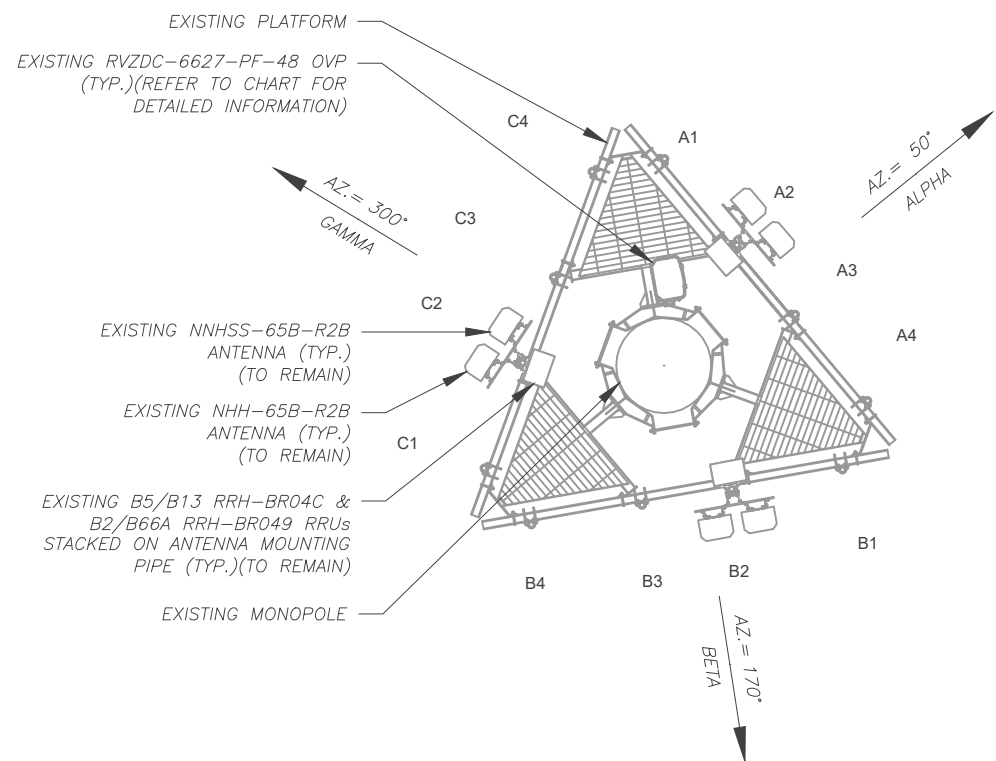 EXISTING PLATFORM
EXISTING RVZDC-6627-PF-48 OVP
(TYP.)(REFER TO CHART FOR
DETAILED INFORMATION)
C4
A1
AZ.= 50°
ALPHA
AZ.= 300°
GAMMA
A2
C3
A3
C2
EXISTING NNHSS-65B-R2B
ANTENNA (TYP.)
(TO REMAIN)
A4
EXISTING NHH-65B-R2B
ANTENNA (TYP.)
(TO REMAIN)
C1
EXISTING B5/B13 RRH-BR04C &
B2/B66A RRH-BR049 RRUs
STACKED ON ANTENNA MOUNTING
PIPE (TYP.)(TO REMAIN)
B1
B2
B3
B4
EXISTING MONOPOLE
AZ.= 170°
BETA